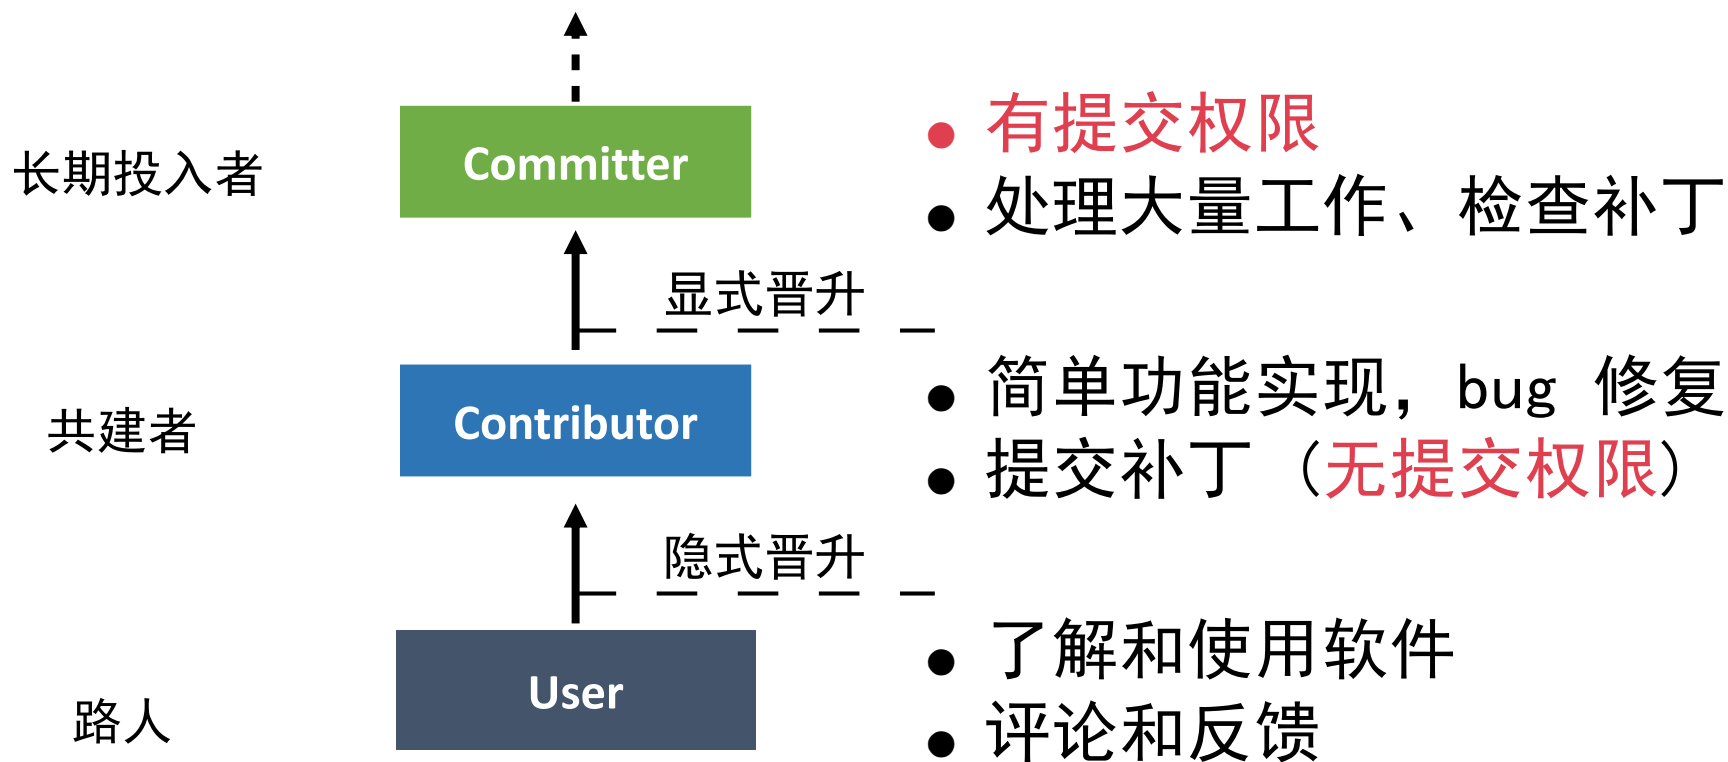 长期投入者
Committer
有提交权限
处理大量工作、检查补丁
显式晋升
共建者
Contributor
简单功能实现，bug 修复
提交补丁（无提交权限）
隐式晋升
路人
User
了解和使用软件
评论和反馈